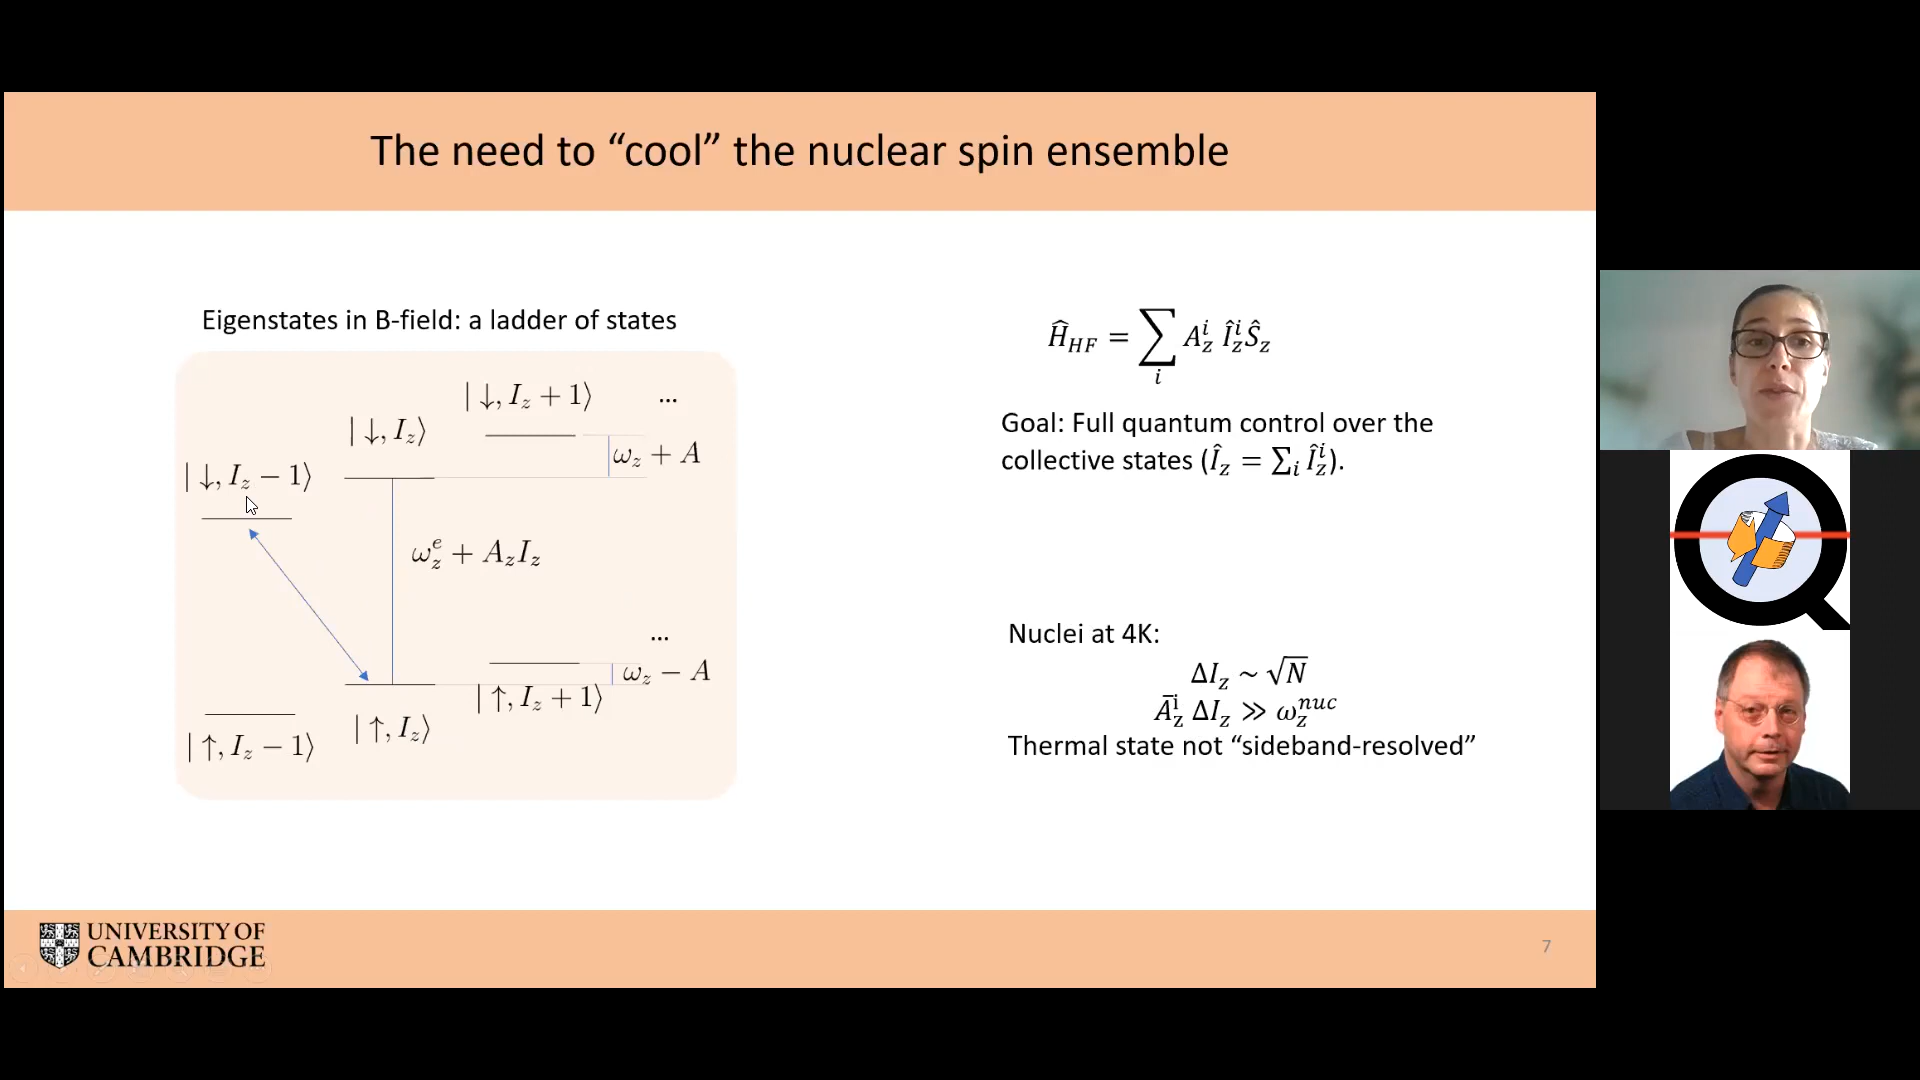 The need to “cool” the nuclear spin ensemble
Eigenstates in B-field: a ladder of states
|↓, I_z + 1⟩ ...
|↓, I_z⟩
|↓, I_z − 1⟩
ω_z + A
ω_z^e + A_z I_z
...
ω_z − A
|↑, I_z + 1⟩
|↑, I_z⟩
|↑, I_z − 1⟩
Ĥ_HF = ∑_i A_z^i Î_z^i Ŝ_z
Goal: Full quantum control over the
collective states (Î_z = ∑_i Î_z^i).
Nuclei at 4K:
ΔI_z ~ √N
Ā_z^i ΔI_z ≫ ω_z^nuc
Thermal state not “sideband-resolved”
UNIVERSITY OF
CAMBRIDGE
7